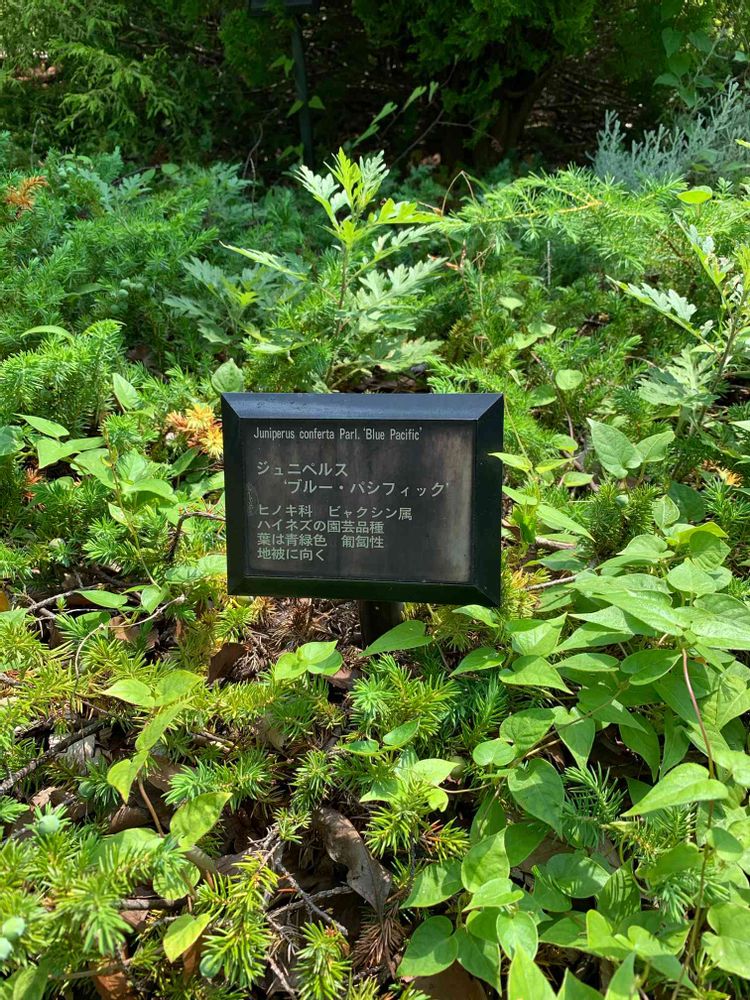 Juniperus conferta Parl. 'Blue Pacific'
ジュニペルス
'ブルー・パシフィック'
ヒノキ科 ビャクシン属
ハイネズの園芸品種
葉は青緑色 匍匐性
地被に向く